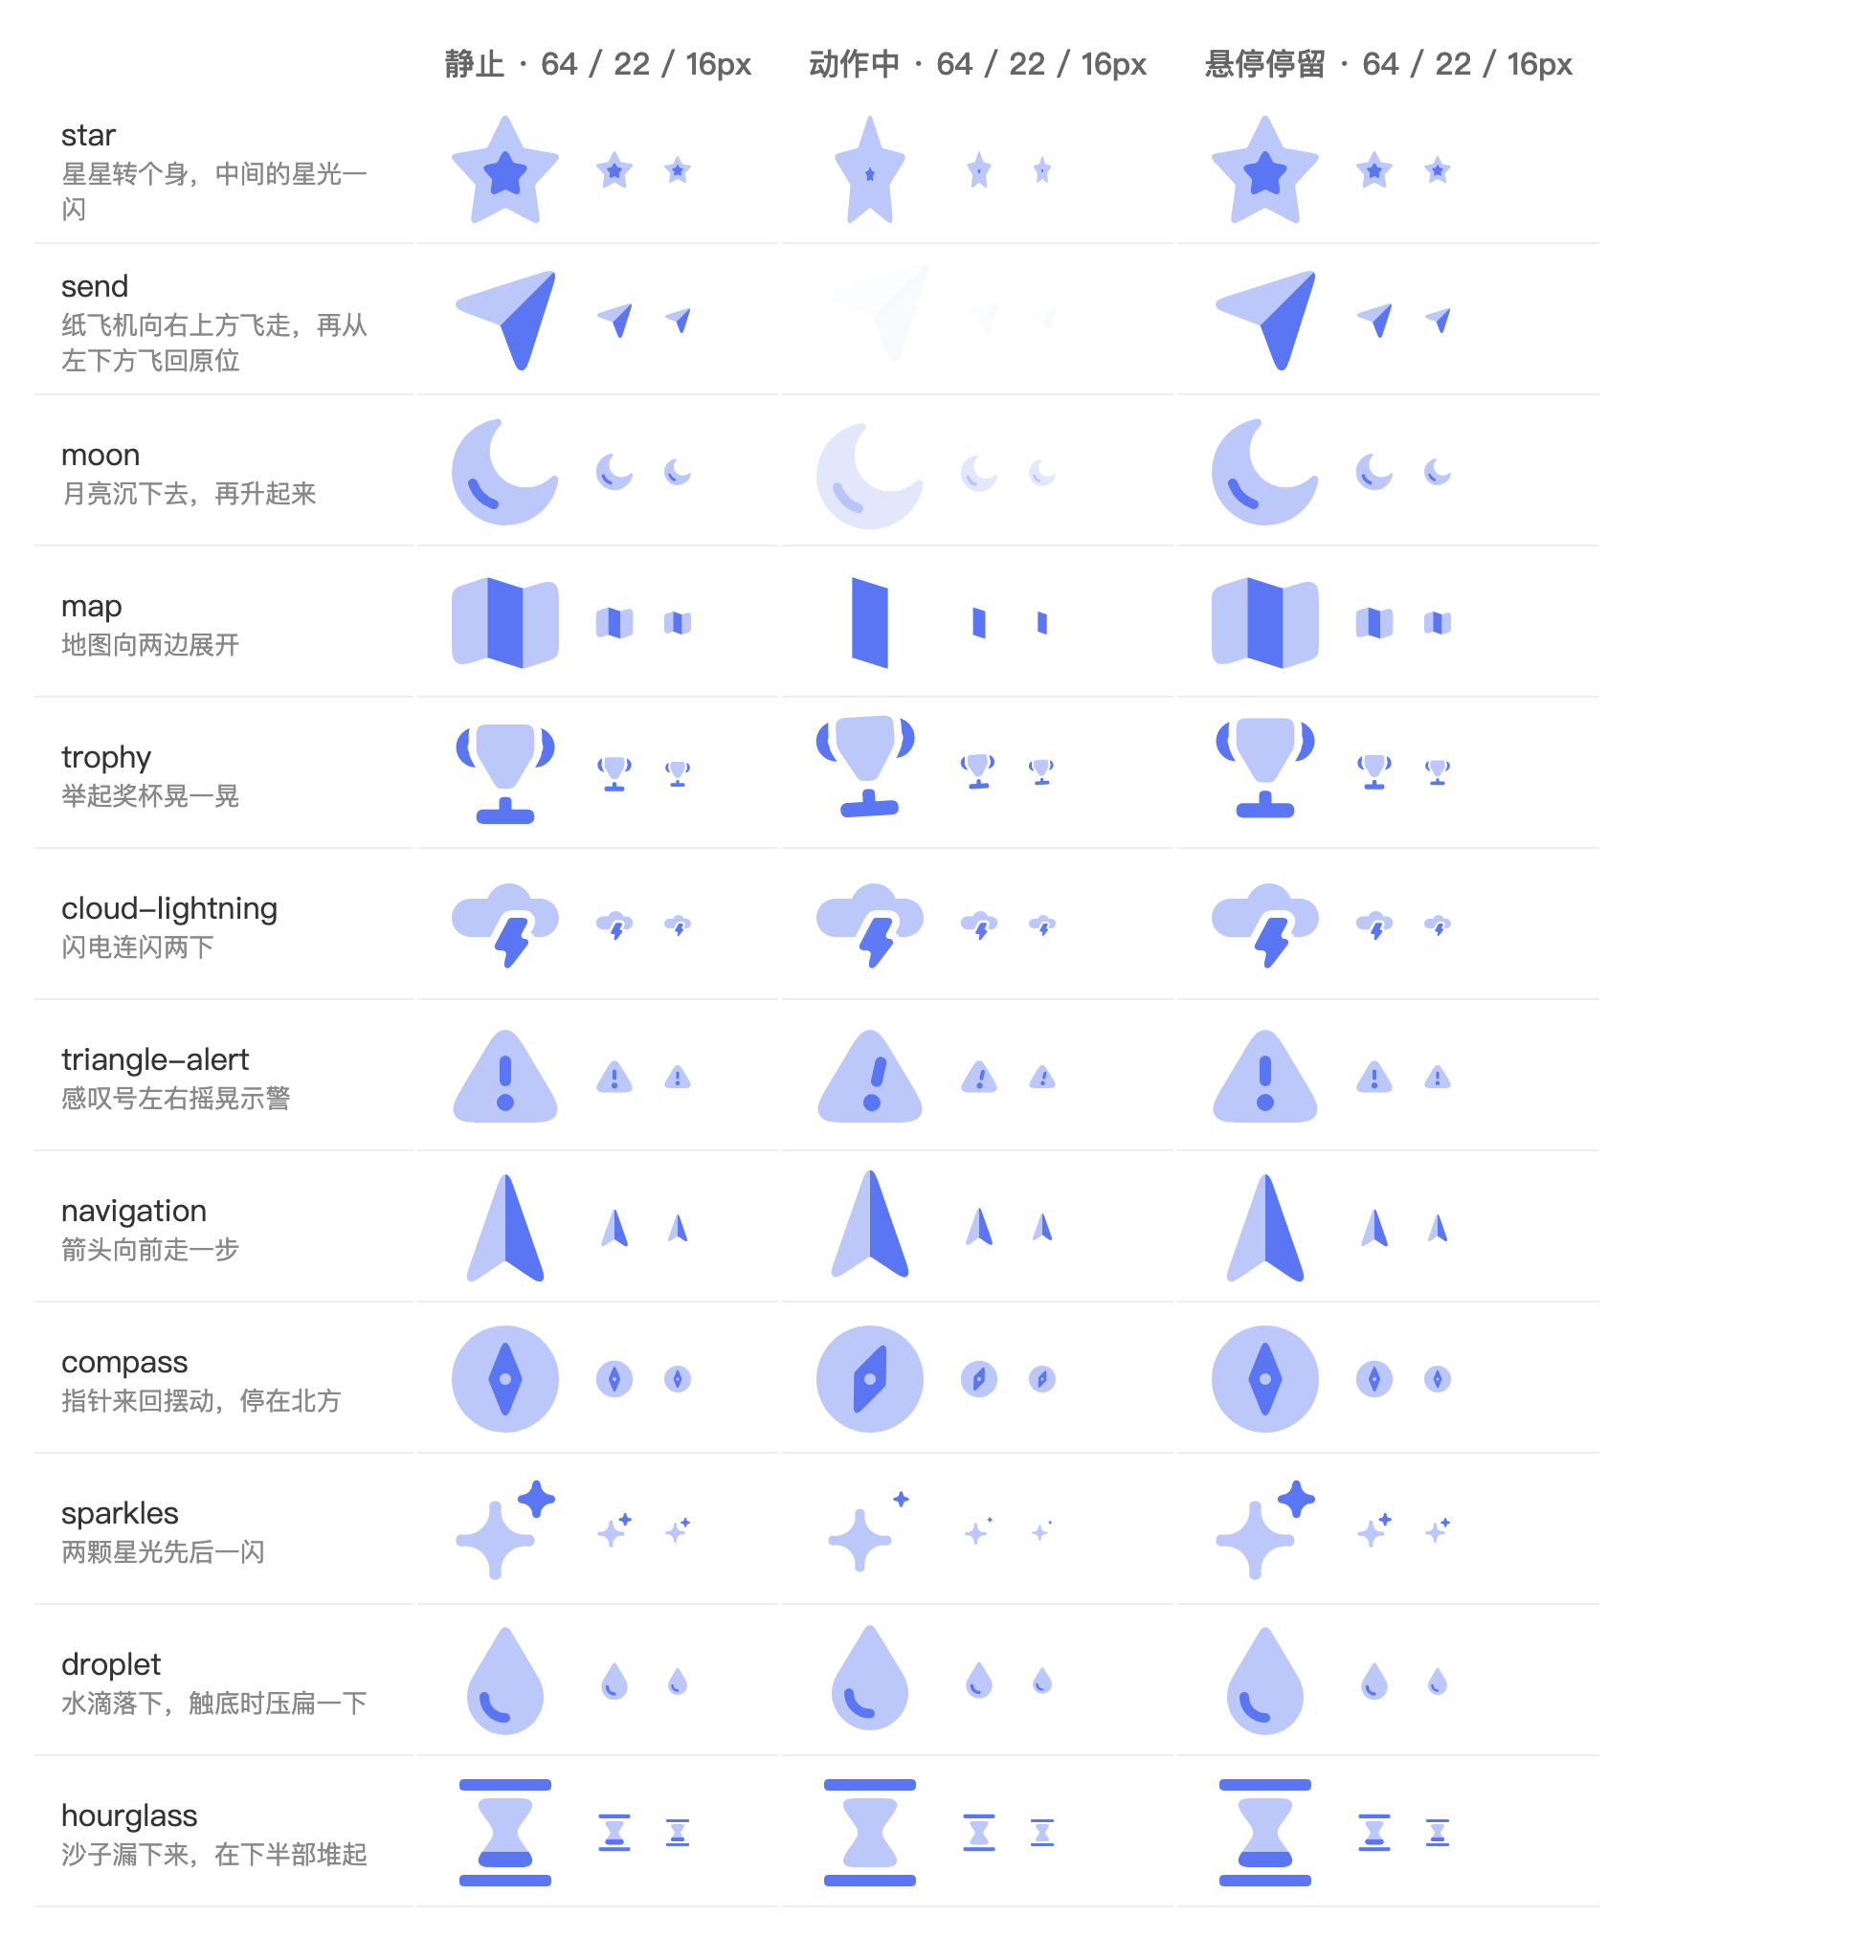 静止 · 64 / 22 / 16px
动作中 · 64 / 22 / 16px
悬停停留 · 64 / 22 / 16px
star
星星转个身，中间的星光一
闪
send
纸飞机向右上方飞走，再从
左下方飞回原位
moon
月亮沉下去，再升起来
map
地图向两边展开
trophy
举起奖杯晃一晃
cloud-lightning
闪电连闪两下
triangle-alert
感叹号左右摇晃示警
navigation
箭头向前走一步
compass
指针来回摆动，停在北方
sparkles
两颗星光先后一闪
droplet
水滴落下，触底时压扁一下
hourglass
沙子漏下来，在下半部堆起